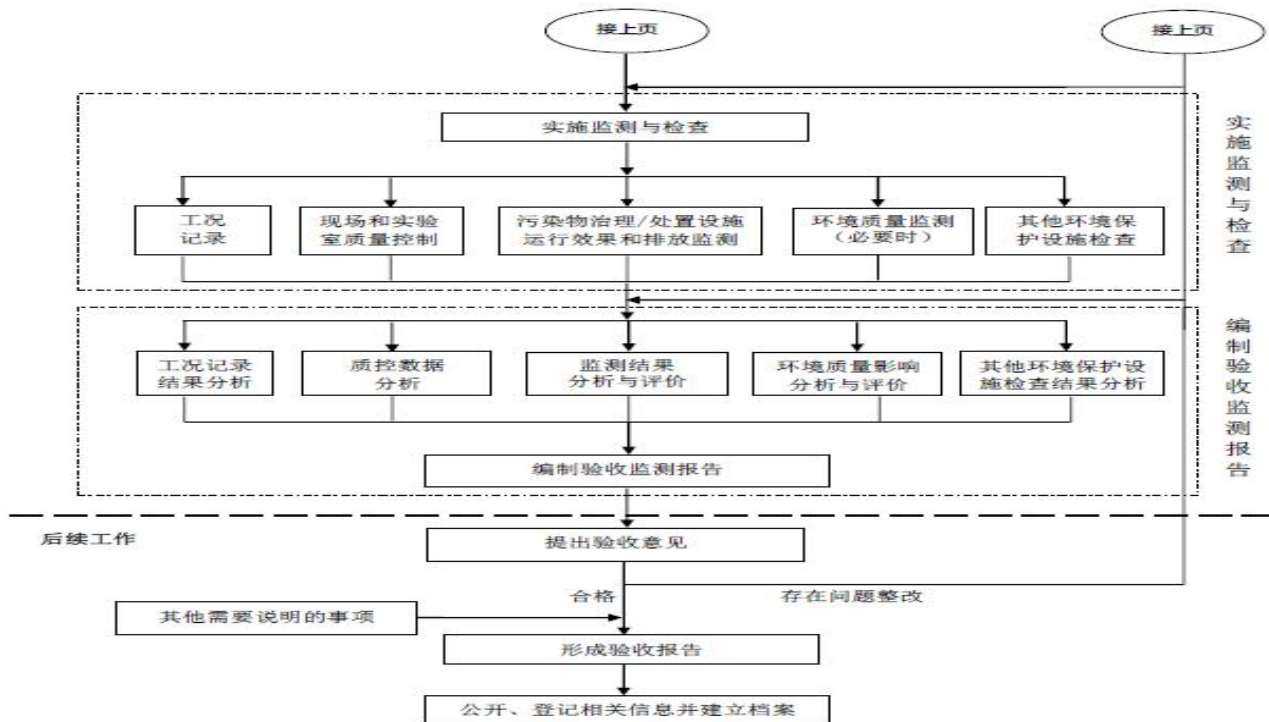 接上页
接上页
实施监测与检查
实施监测与检查
工况
记录
现场和实验
室质量控制
污染物治理/处置设施
运行效果和排放监测
环境质量监测
（必要时）
其他环境保
护设施检查
编制验收监测报告
工况记录
结果分析
质控数据
分析
监测结果
分析与评价
环境质量影响
分析与评价
其他环境保护设
施检查结果分析
编制验收监测报告
后续工作
提出验收意见
合格
存在问题整改
其他需要说明的事项
形成验收报告
公开、登记相关信息并建立档案